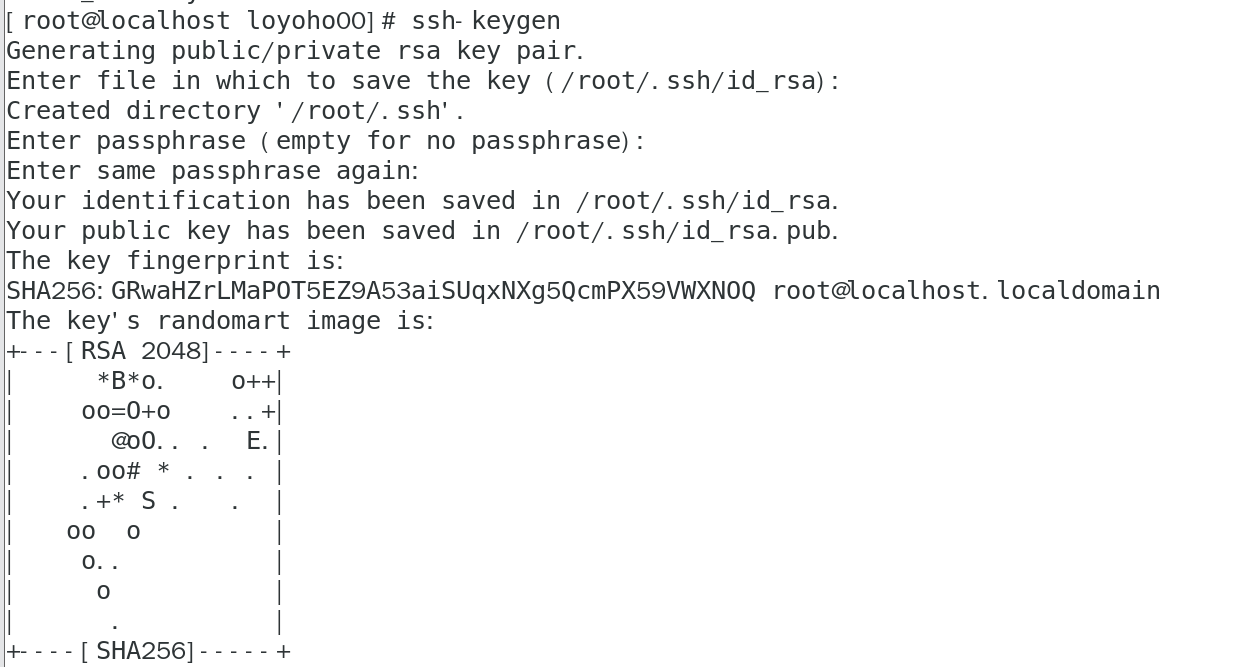 [root@localhost loyoho00]# ssh-keygen
Generating public/private rsa key pair.
Enter file in which to save the key (/root/.ssh/id_rsa):
Created directory '/root/.ssh'.
Enter passphrase (empty for no passphrase):
Enter same passphrase again:
Your identification has been saved in /root/.ssh/id_rsa.
Your public key has been saved in /root/.ssh/id_rsa.pub.
The key fingerprint is:
SHA256:GRwaHZrLMaPOT5EZ9A53aiSUqxNXg5QcmPX59VWXNOQ root@localhost.localdomain
The key's randomart image is:
+---[RSA 2048]----+
|      *B*o.    o++|
|     oo=O+o    ..+|
|       @oO.. .  E.|
|     .oo# * . . . |
|     .+* S .   .  |
|    oo  o         |
|     o..          |
|      o           |
|       .          |
+----[SHA256]-----+